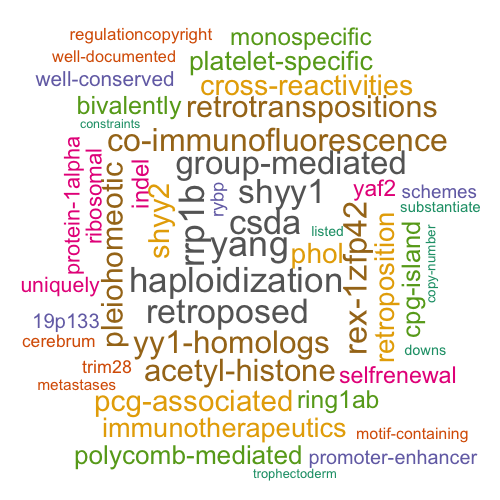 regulationcopyright
monospecific
well-documented
platelet-specific
well-conserved
cross-reactivities
bivalently
retrotranspositions
constraints
co-immunofluorescence
group-mediated
protein-1alpha
ribosomal
indel
pleiohomeotic
shyy2
rrp1b
rybp
shyy1
yaf2
schemes
substantiate
csda
yang
listed
phol
rex-1zfp42
retroposition
cpg-island
copy-number
uniquely
haploidization
retroposed
19p133
cerebrum
yy1-homologs
downs
trim28
acetyl-histone
selfrenewal
metastases
pcg-associated
ring1ab
immunotherapeutics
motif-containing
polycomb-mediated
promoter-enhancer
trophectoderm